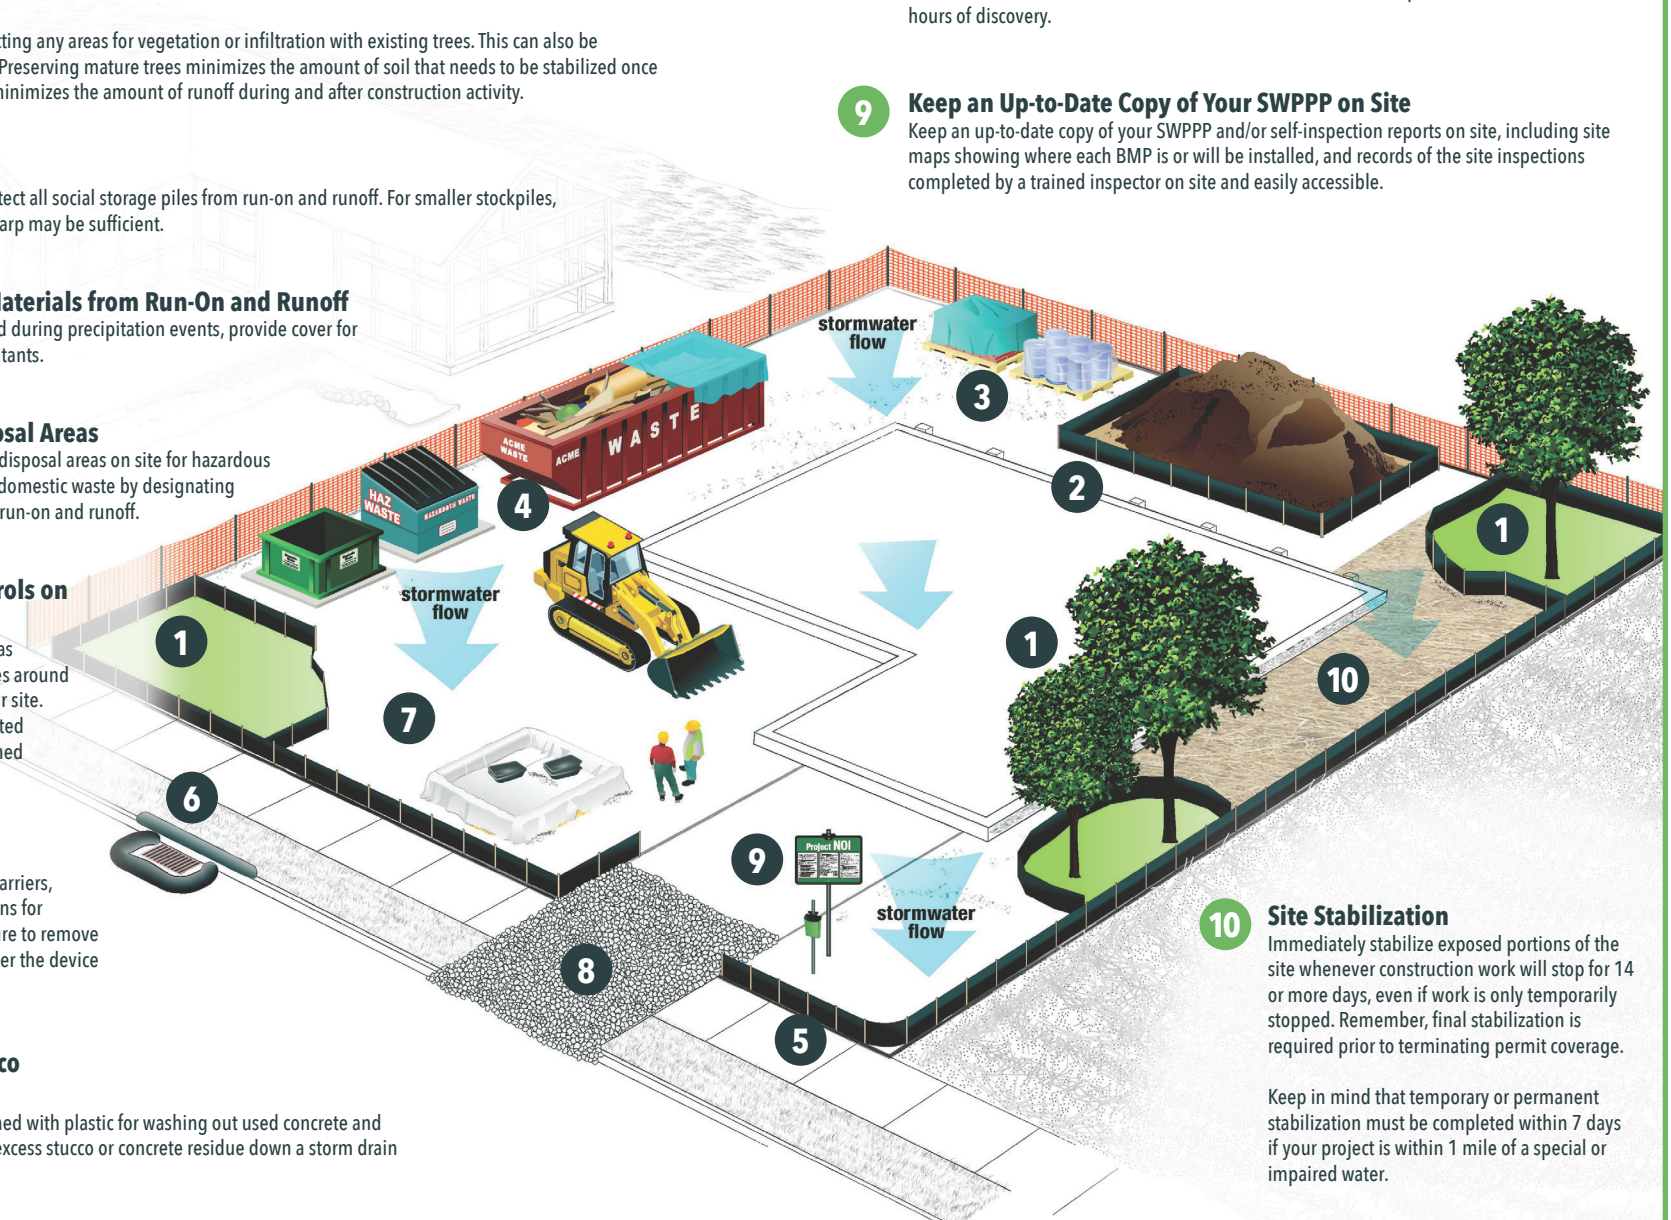 tting any areas for vegetation or infiltration with existing trees. This can also be
Preserving mature trees minimizes the amount of soil that needs to be stabilized once
minimizes the amount of runoff during and after construction activity.
tect all social storage piles from run-on and runoff. For smaller stockpiles,
arp may be sufficient.
Materials from Run-On and Runoff
d during precipitation events, provide cover for
tants.
osal Areas
disposal areas on site for hazardous
domestic waste by designating
run-on and runoff.
rols on
as
es around
r site.
ted
ned
arriers,
ns for
ure to remove
er the device
co
ned with plastic for washing out used concrete and
excess stucco or concrete residue down a storm drain
hours of discovery.
9 Keep an Up-to-Date Copy of Your SWPPP on Site
Keep an up-to-date copy of your SWPPP and/or self-inspection reports on site, including site
maps showing where each BMP is or will be installed, and records of the site inspections
completed by a trained inspector on site and easily accessible.
stormwater
flow
3
ACME
WASTE
ACME
WASTE
2
4
HAZ
WASTE
HAZARDOUS WASTE
1
stormwater
flow
1
1
10
7
6
9
Project NOI
stormwater
flow
8
5
10 Site Stabilization
Immediately stabilize exposed portions of the
site whenever construction work will stop for 14
or more days, even if work is only temporarily
stopped. Remember, final stabilization is
required prior to terminating permit coverage.
Keep in mind that temporary or permanent
stabilization must be completed within 7 days
if your project is within 1 mile of a special or
impaired water.